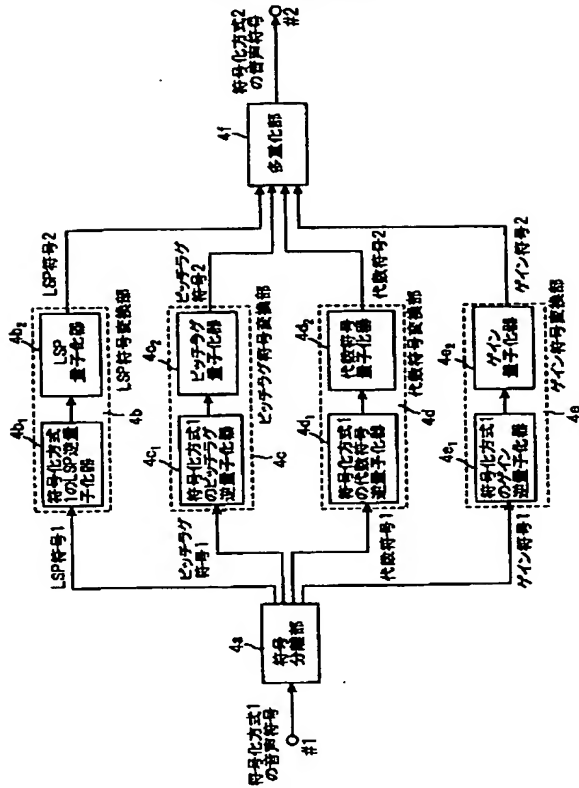 符号化方式1
の音声符号
#1
4a
符号
分離部
LSP符号1
ピッチラグ
符号1
代数符号1
ゲイン符号1
4b1
符号化方式
1のLSP逆量
子化器
4b2
LSP
量子化器
4b
LSP符号変換部
4c1
符号化方式1
のピッチラグ
逆量子化器
4c2
ピッチラグ
量子化器
4c
ピッチラグ符号変換部
4d1
符号化方式1
の代数符号
逆量子化器
4d2
代数符号
量子化器
4d
代数符号変換部
4e1
符号化方式1
のゲイン
逆量子化器
4e2
ゲイン
量子化器
4e
ゲイン符号変換部
LSP符号2
ピッチラグ
符号2
代数符号2
ゲイン符号2
4f
多重化部
符号化方式2
の音声符号
#2